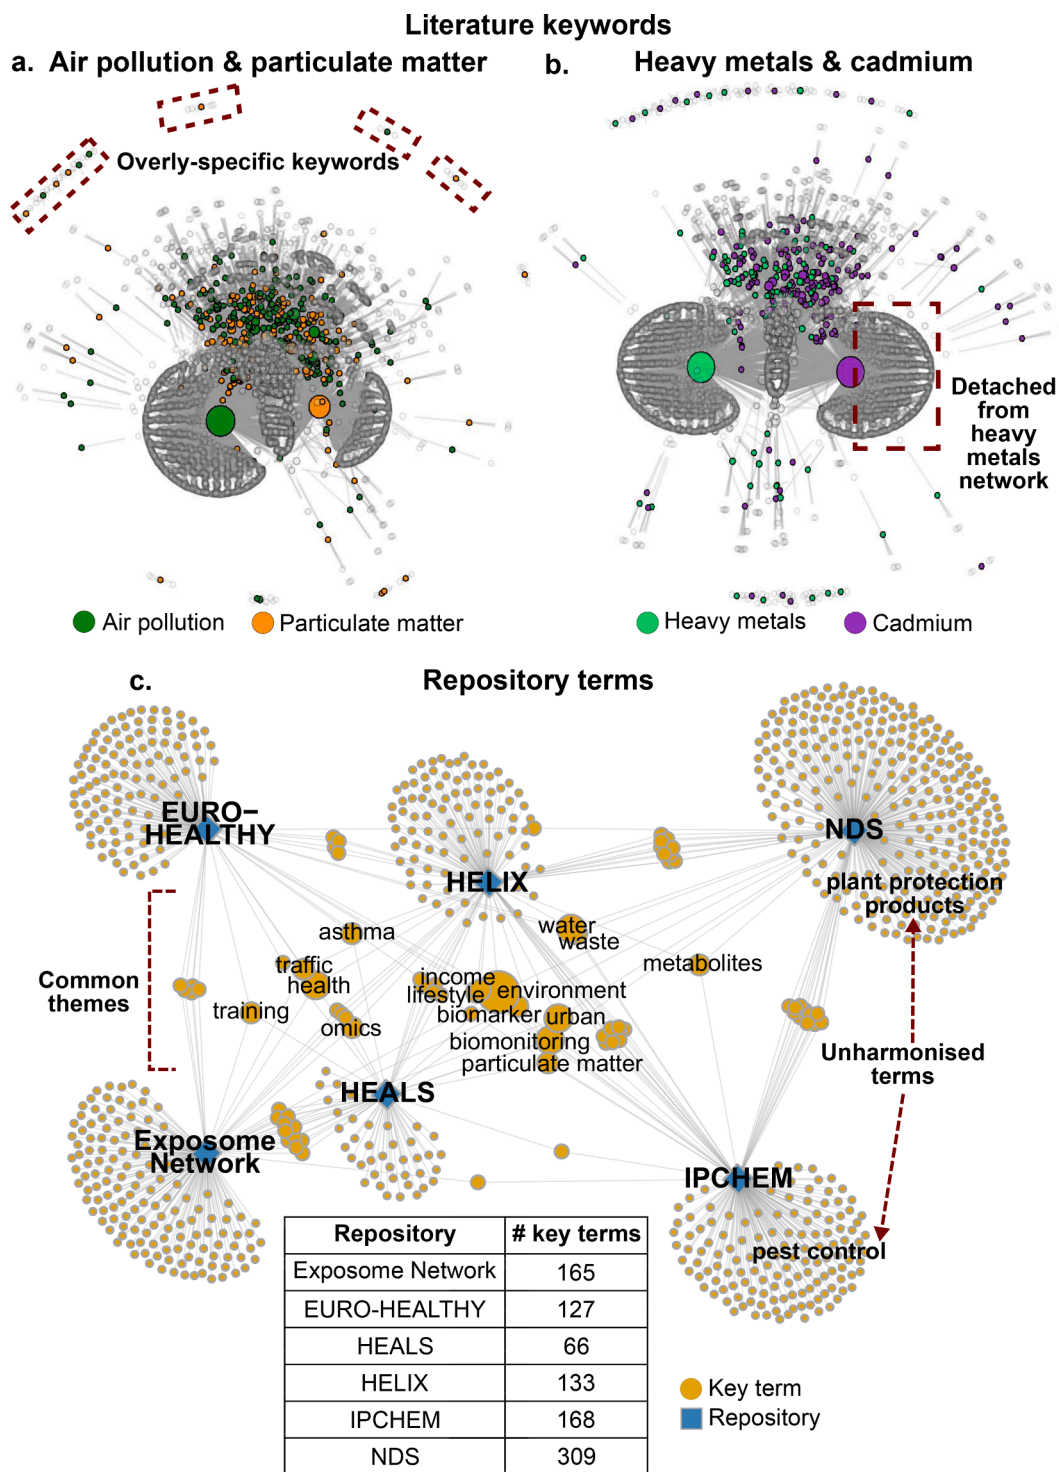 Literature keywords
a. Air pollution & particulate matter
b. Heavy metals & cadmium
Overly-specific keywords
Detached
from
heavy
metals
network
Air pollution
Particulate matter
Heavy metals
Cadmium
c. Repository terms
EURO–
HEALTHY
HELIX
NDS
plant protection
products
Common
themes
asthma
traffic
health
training
omics
income
lifestyle
environment
biomarker
urban
biomonitoring
particulate matter
water
waste
metabolites
Unharmonised
terms
HEALS
Exposome
Network
IPCHEM
pest control
Repository # key terms
Exposome Network 165
EURO-HEALTHY 127
HEALS 66
HELIX 133
IPCHEM 168
NDS 309
Key term
Repository